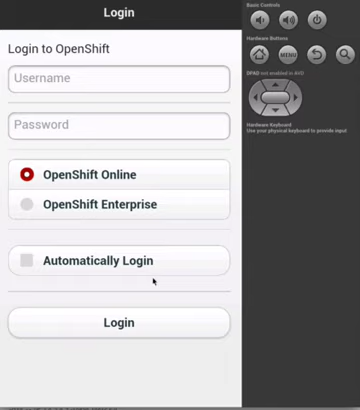 Login
Login to OpenShift
Username
Password
OpenShift Online
OpenShift Enterprise
Automatically Login
Login
Basic Controls
Hardware Buttons
MENU
DPAD not enabled in AVD
Hardware Keyboard
Use your physical keyboard to provide input